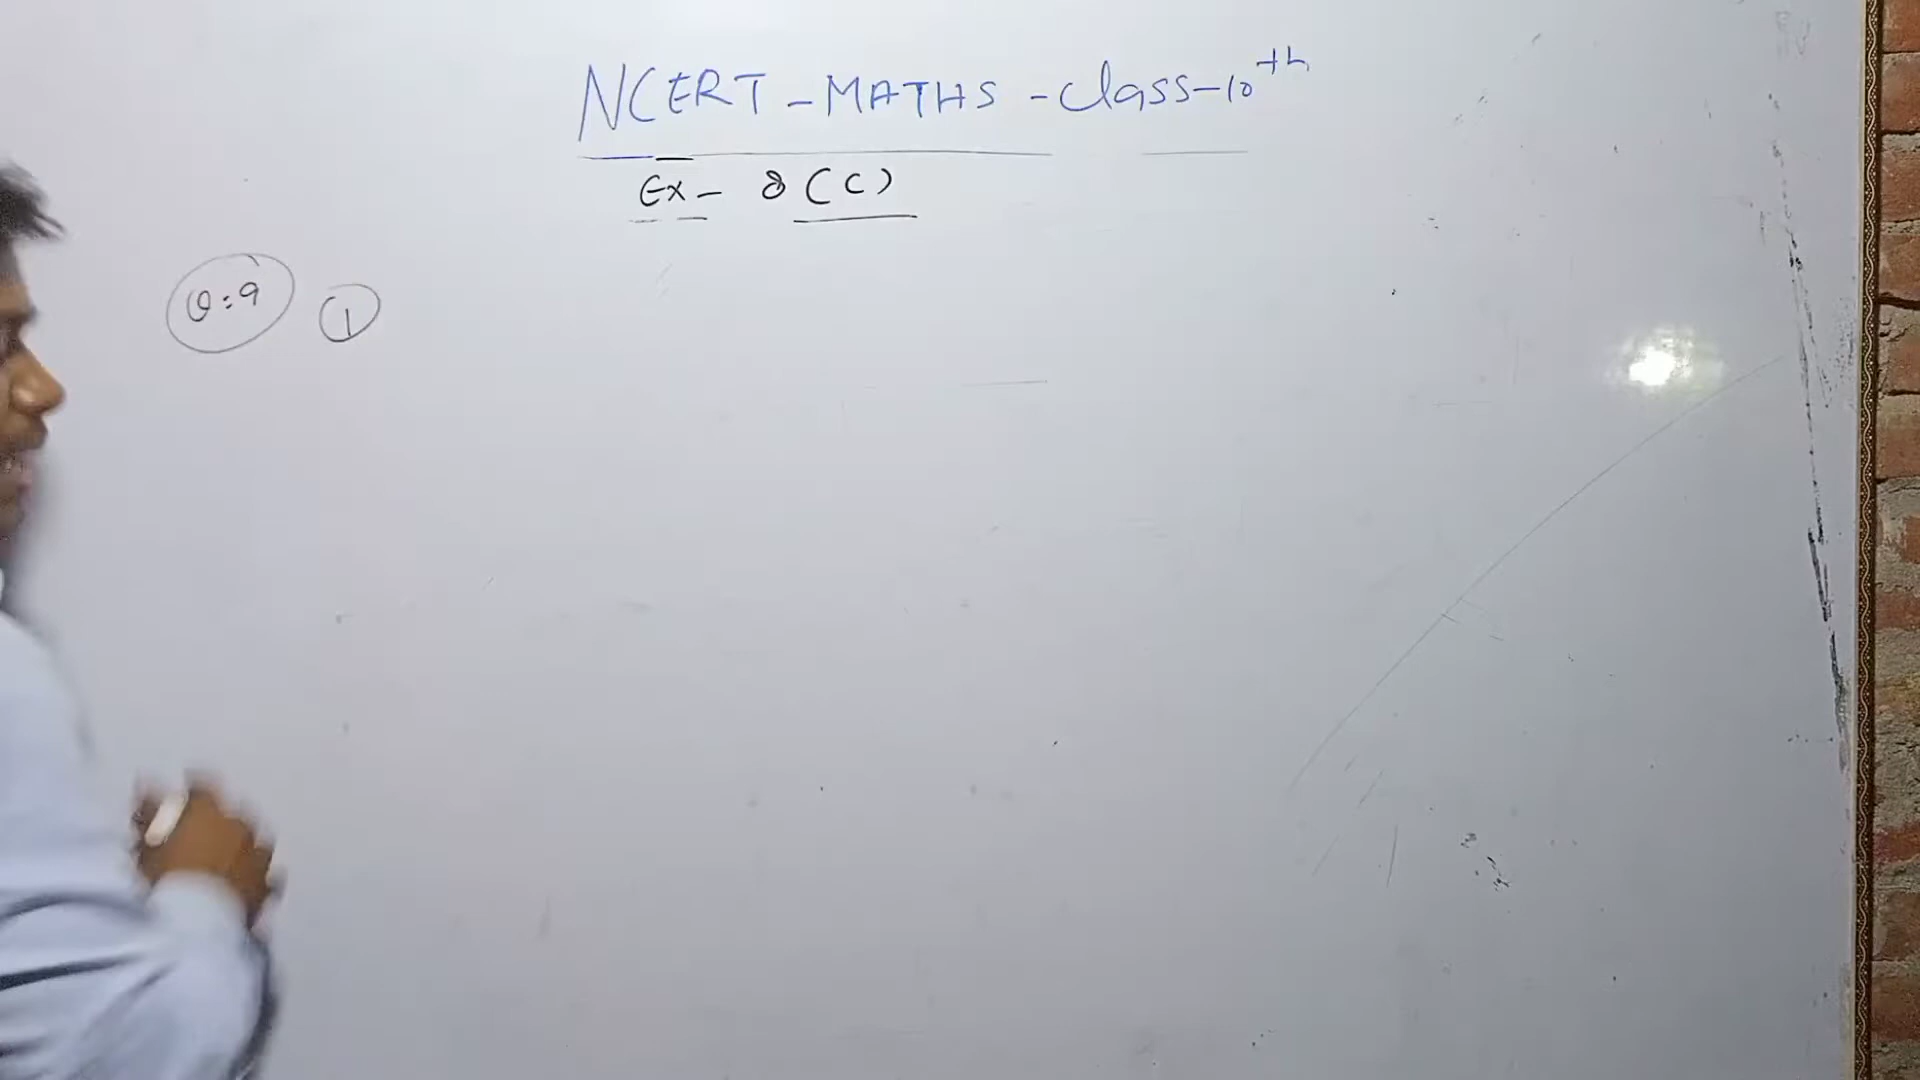 NCERT - MATHS - Class - 10th
Ex - 8 (C)
Q:9 1